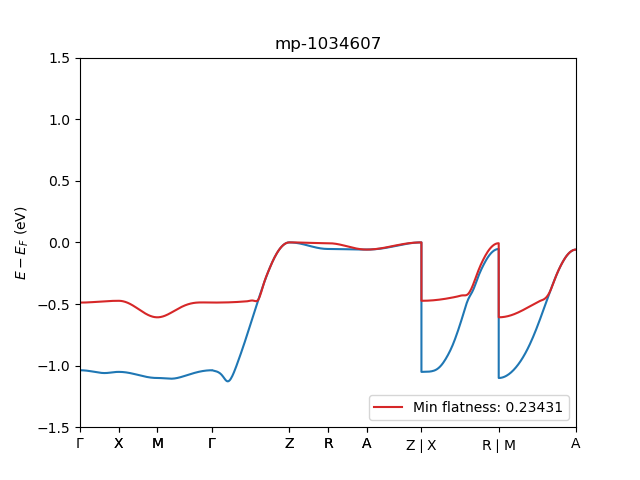 mp-1034607
1.5
1.0
0.5
0.0
−0.5
−1.0
−1.5
E − E_F (eV)
Min flatness: 0.23431
Γ X M Γ Z R A Z | X R | M A